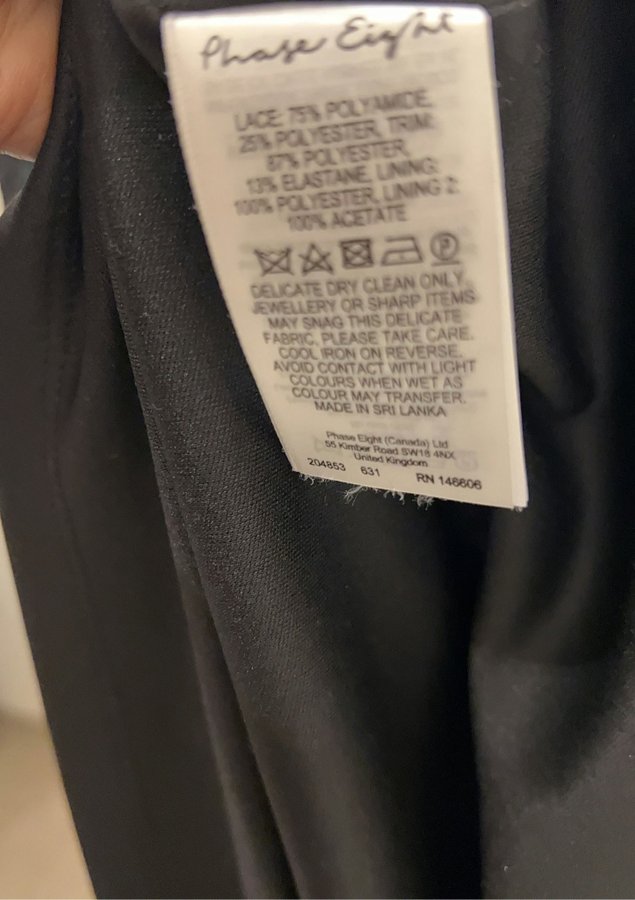 Phase Eight
LACE: 75% POLYAMIDE,
25% POLYESTER, TRIM:
87% POLYESTER,
13% ELASTANE, LINING:
100% POLYESTER, LINING 2:
100% ACETATE
P
DELICATE DRY CLEAN ONLY.
JEWELLERY OR SHARP ITEMS
MAY SNAG THIS DELICATE
FABRIC. PLEASE TAKE CARE.
COOL IRON ON REVERSE.
AVOID CONTACT WITH LIGHT
COLOURS WHEN WET AS
COLOUR MAY TRANSFER.
MADE IN SRI LANKA
Phase Eight (Canada) Ltd
55 Kimber Road SW18 4NX
United Kingdom
204853 631 RN 146606